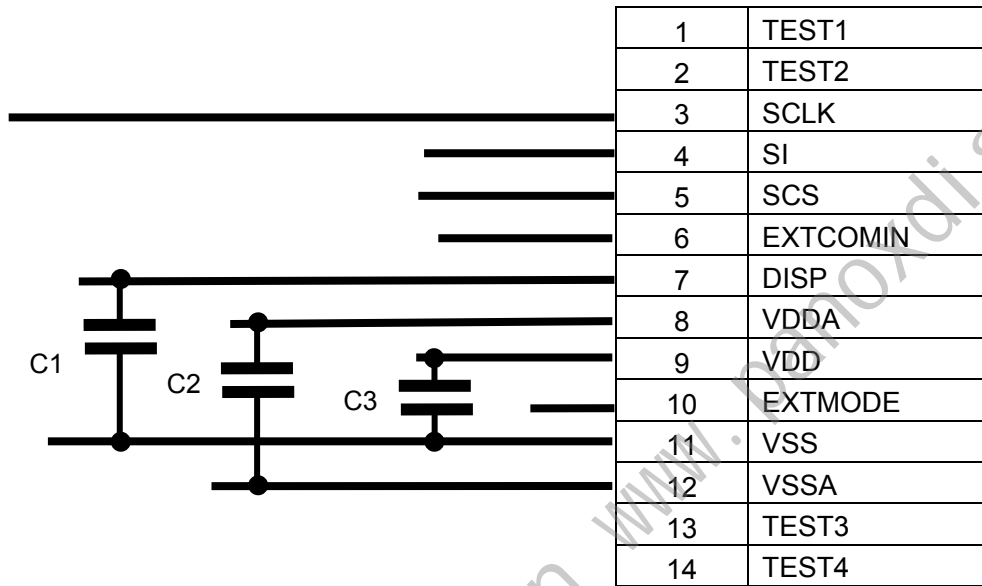 1 TEST1
2 TEST2
3 SCLK
4 SI
5 SCS
6 EXTCOMIN
7 DISP
8 VDDA
9 VDD
10 EXTMODE
11 VSS
12 VSSA
13 TEST3
14 TEST4
C1
C2
C3